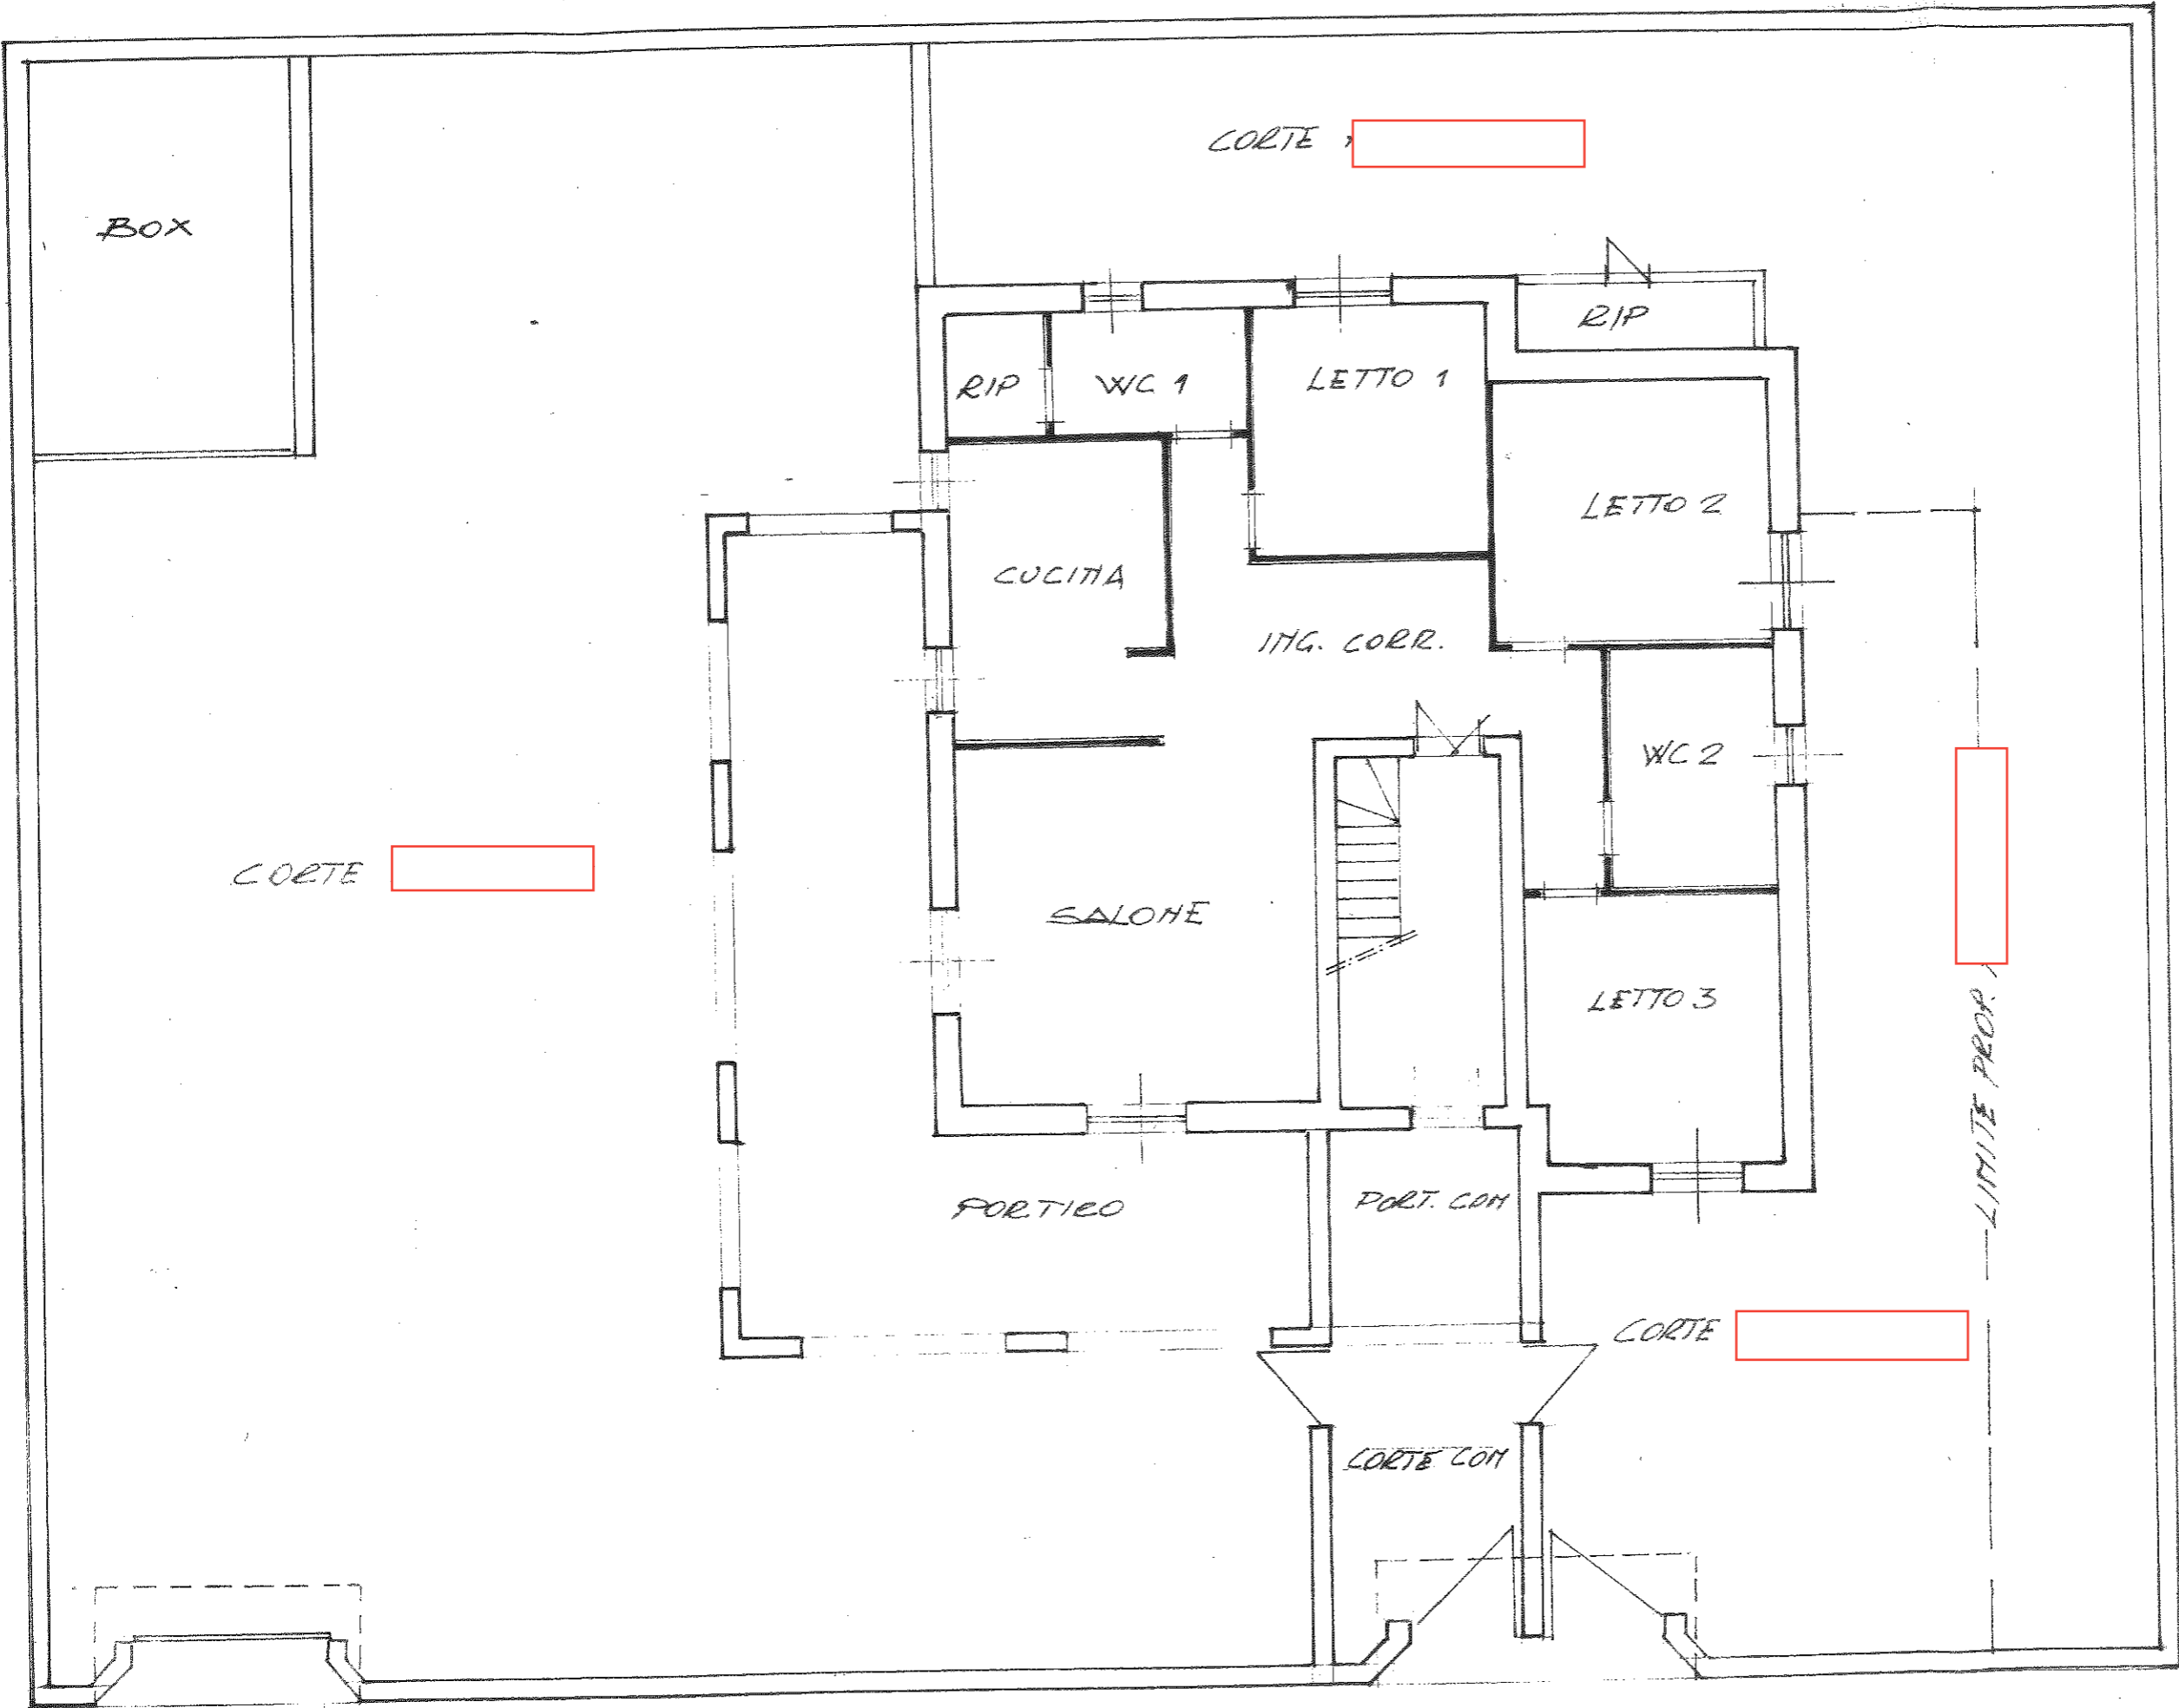 CORTE
BOX
RIP
RIP
WC 1
LETTO 1
LETTO 2
CUCINA
ING. CORR.
WC 2
CORTE
SALONE
LETTO 3
LIMITE PROP.
PORTICO
PORT. COM
CORTE
CORTE COM